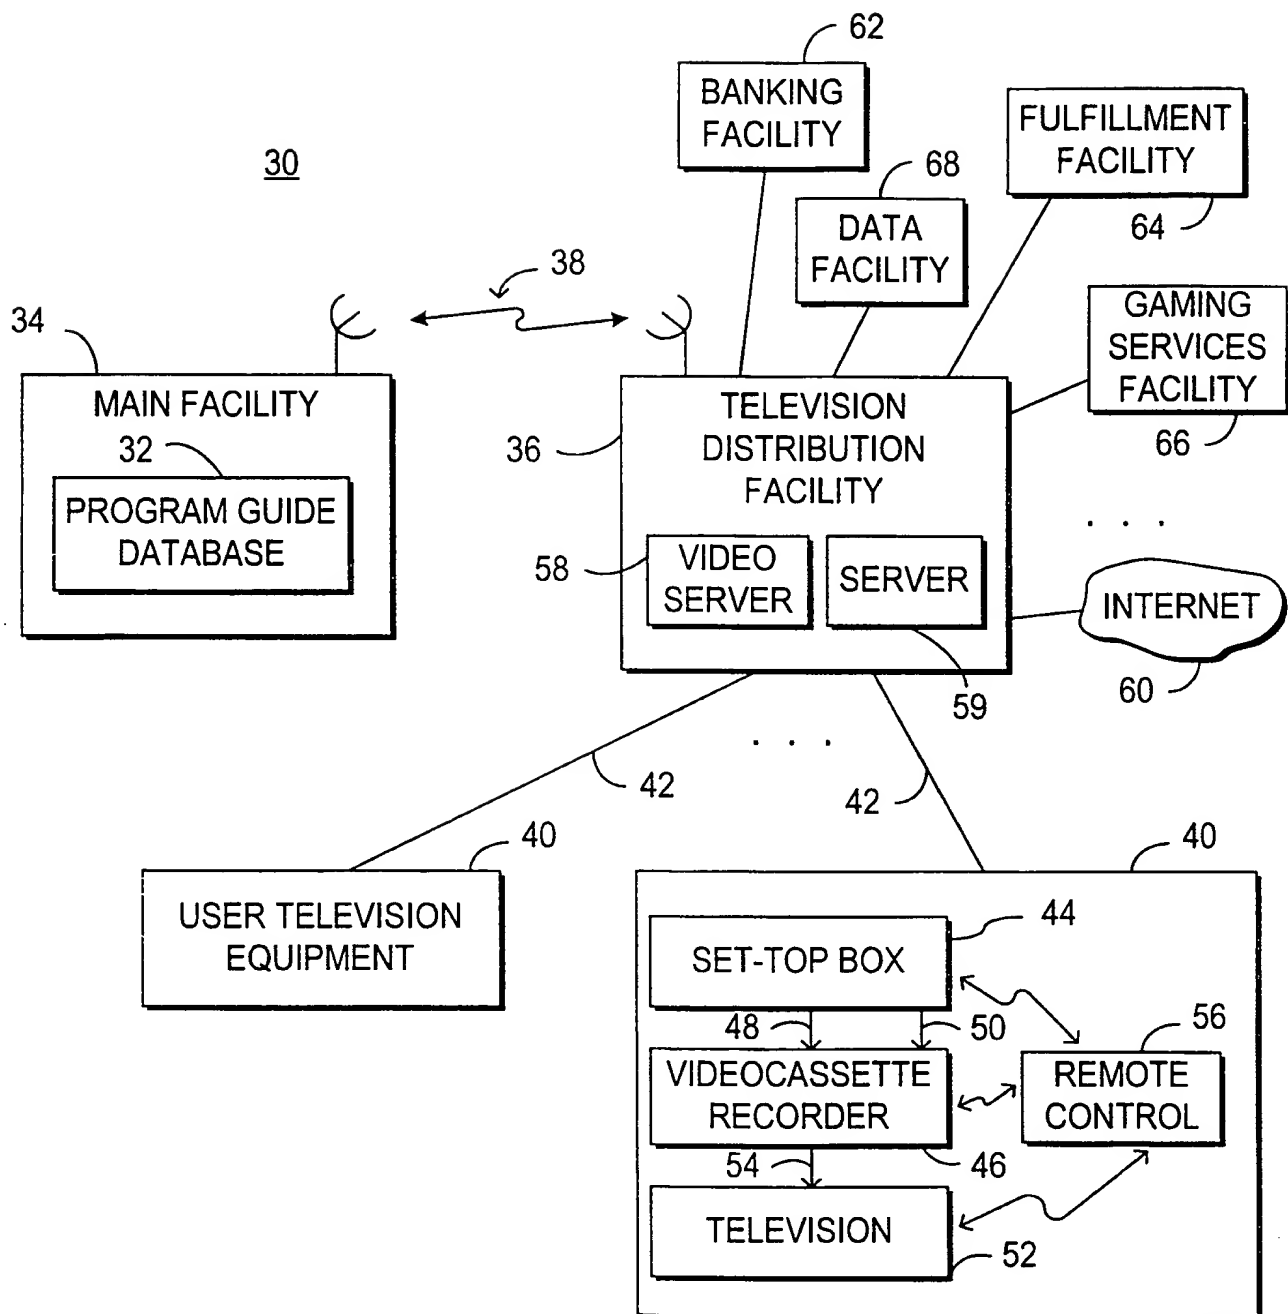 62
BANKING
FACILITY
FULFILLMENT
FACILITY
64
30
68
DATA
FACILITY
38
34
GAMING
SERVICES
FACILITY
66
MAIN FACILITY
32
PROGRAM GUIDE
DATABASE
36
TELEVISION
DISTRIBUTION
FACILITY
58
VIDEO
SERVER
SERVER
59
. . .
INTERNET
60
42
. . .
42
40
USER TELEVISION
EQUIPMENT
40
44
SET-TOP BOX
48
50
56
VIDEOCASSETTE
RECORDER
REMOTE
CONTROL
54
46
TELEVISION
52